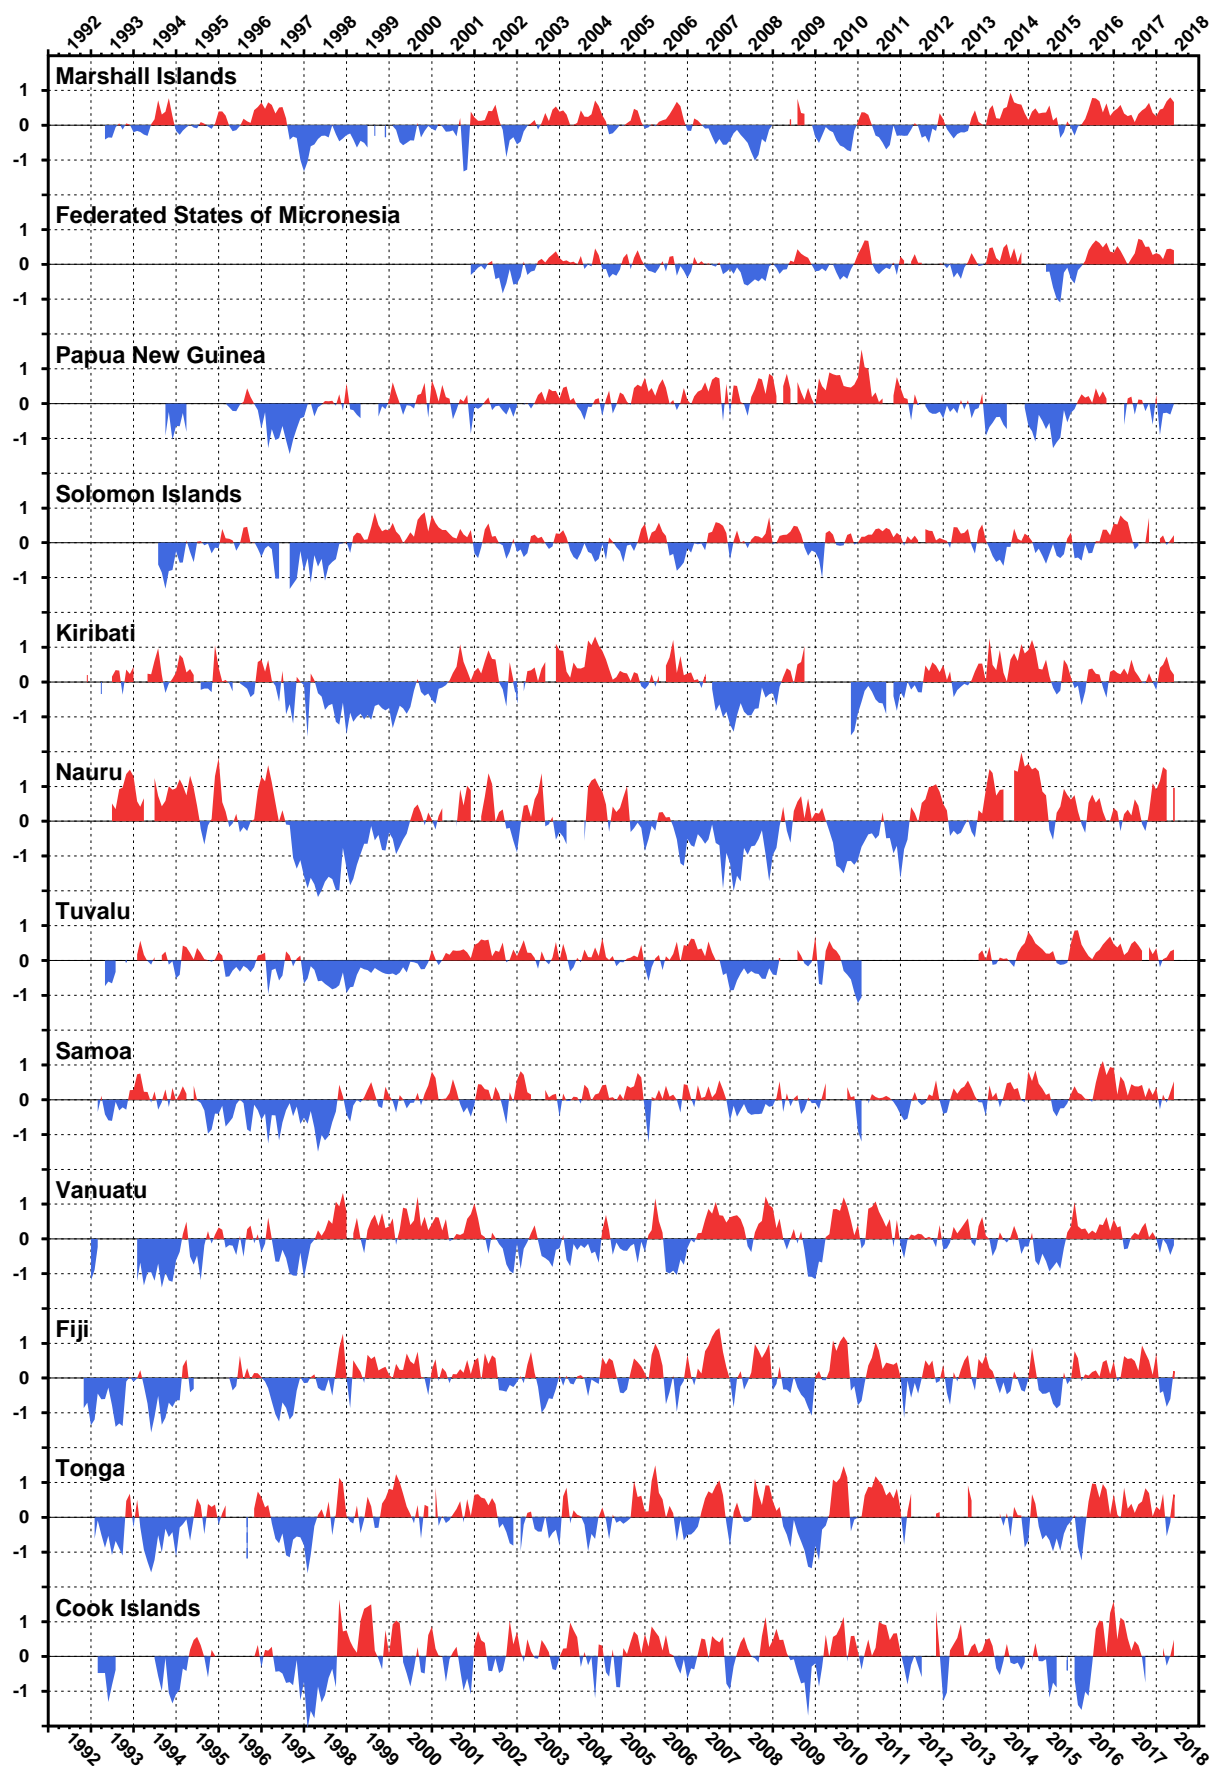 1992 1993 1994 1995 1996 1997 1998 1999 2000 2001 2002 2003 2004 2005 2006 2007 2008 2009 2010 2011 2012 2013 2014 2015 2016 2017 2018
Marshall Islands
1
0
-1
Federated States of Micronesia
1
0
-1
Papua New Guinea
1
0
-1
Solomon Islands
1
0
-1
Kiribati
1
0
-1
Nauru
1
0
-1
Tuvalu
1
0
-1
Samoa
1
0
-1
Vanuatu
1
0
-1
Fiji
1
0
-1
Tonga
1
0
-1
Cook Islands
1
0
-1
1992 1993 1994 1995 1996 1997 1998 1999 2000 2001 2002 2003 2004 2005 2006 2007 2008 2009 2010 2011 2012 2013 2014 2015 2016 2017 2018